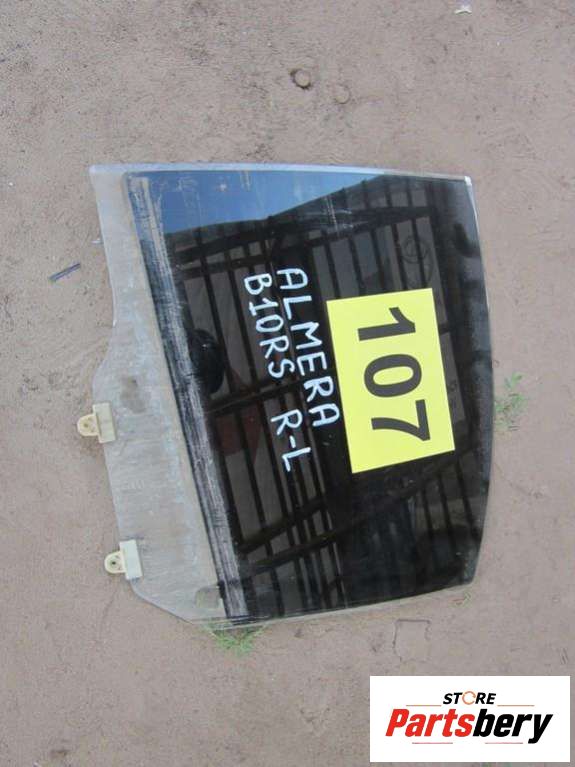 ALMERA
B10RS R-L
107
STORE
Partsbery